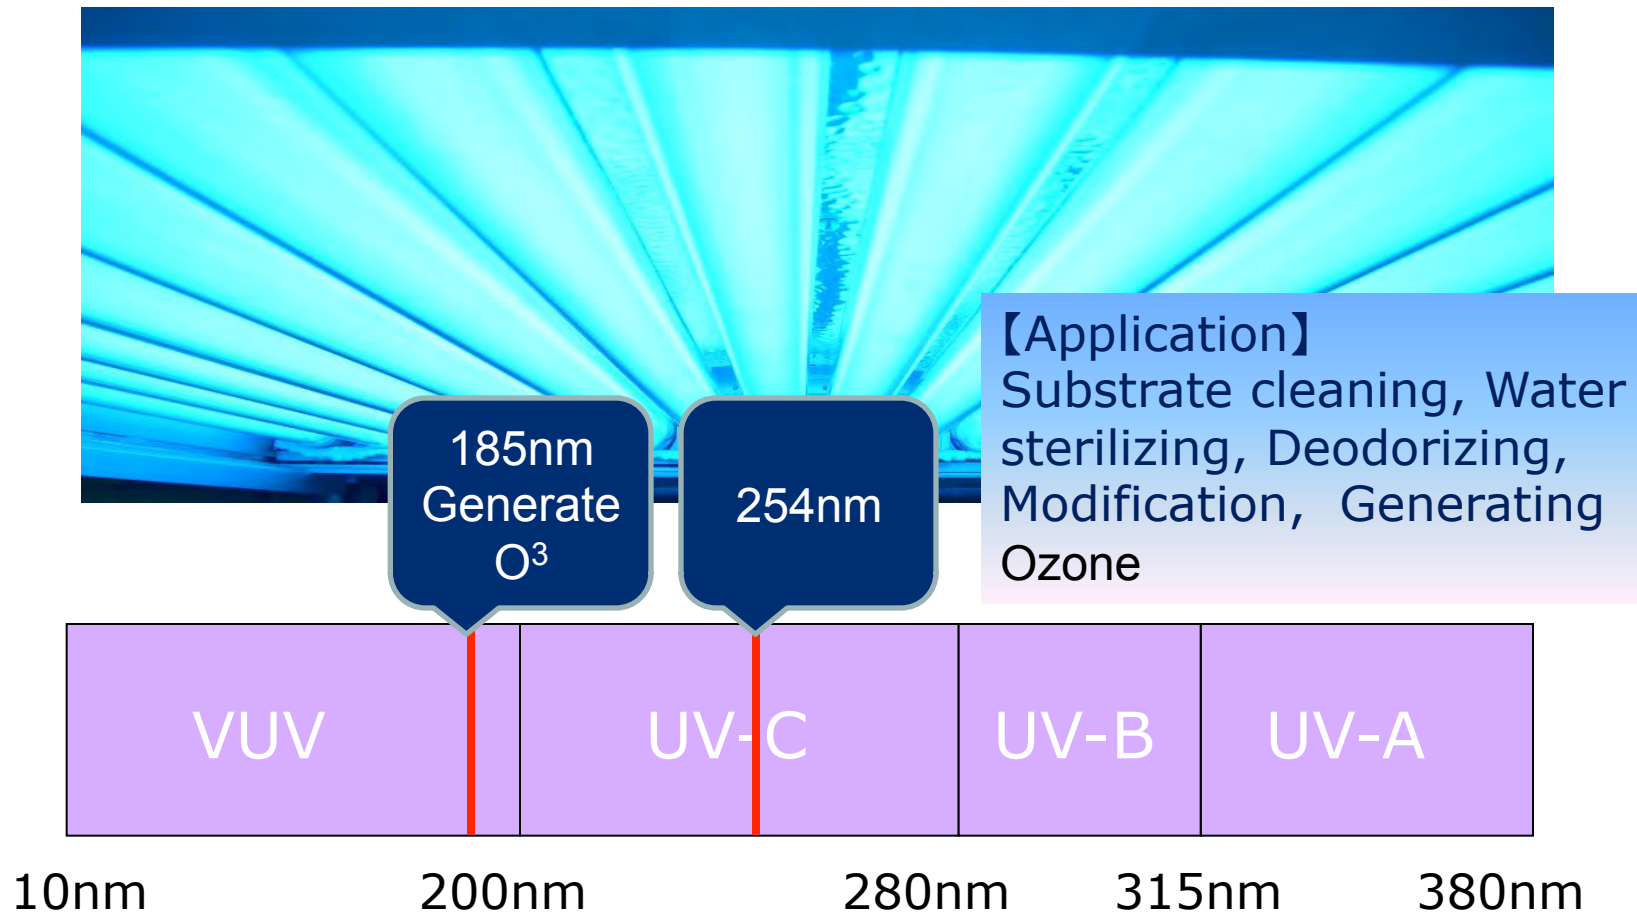 【Application】
Substrate cleaning, Water
sterilizing, Deodorizing,
Modification, Generating
Ozone
185nm
Generate
O³
254nm
VUV
UV-C
UV-B
UV-A
10nm
200nm
280nm
315nm
380nm